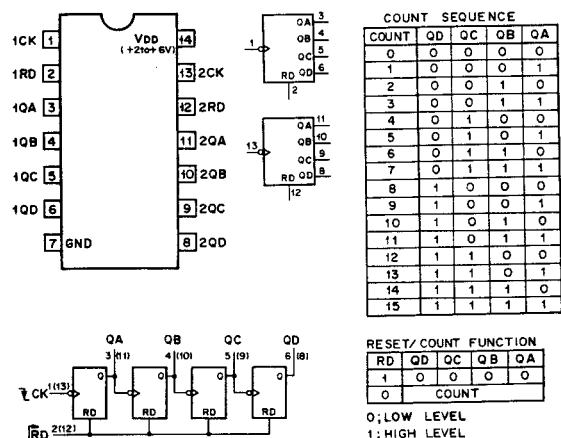 1CK 1 VDD 14
(+2to+6V)
1RD 2 13 2CK
1QA 3 12 2RD
1QB 4 11 2QA
1QC 5 10 2QB
1QD 6 9 2QC
7 GND 8 2QD
QA 3
QB 4
1
QC 5
QD 6
RD
2
QA 11
QB 10
13
QC 9
QD 8
RD
12
COUNT SEQUENCE
COUNT QD QC QB QA
0 0 0 0 0
1 0 0 0 1
2 0 0 1 0
3 0 0 1 1
4 0 1 0 0
5 0 1 0 1
6 0 1 1 0
7 0 1 1 1
8 1 0 0 0
9 1 0 0 1
10 1 0 1 0
11 1 0 1 1
12 1 1 0 0
13 1 1 0 1
14 1 1 1 0
15 1 1 1 1
QA QB QC QD
3 (11) 4 (10) 5 (9) 6 (8)
Q Q Q Q
CK 1(13)
RD RD RD RD
RD 2(12)
RESET/COUNT FUNCTION
RD QD QC QB QA
1 0 0 0 0
0 COUNT
0;LOW LEVEL
1;HIGH LEVEL